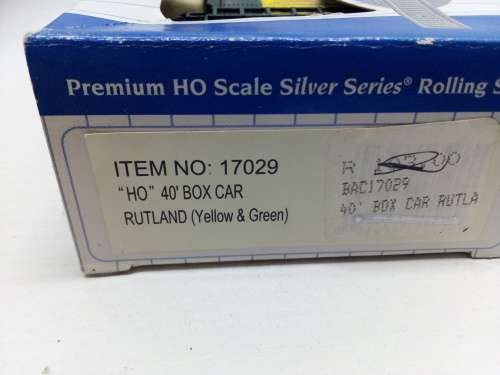 Premium HO Scale Silver Series® Rolling S
ITEM NO: 17029
"HO" 40' BOX CAR
RUTLAND (Yellow & Green)
R
BAC17029
40' BOX CAR RUTLA